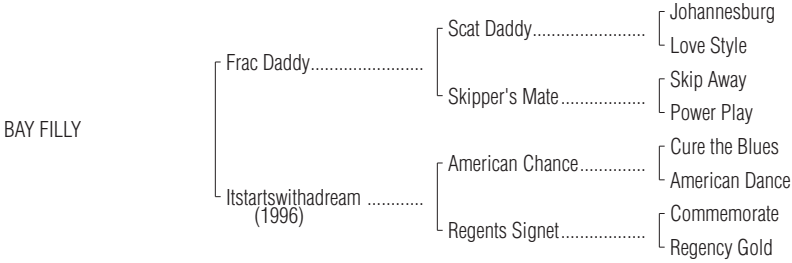 Johannesburg
Scat Daddy........................
Love Style
Frac Daddy........................
Skip Away
Skipper's Mate..................
Power Play
BAY FILLY
Cure the Blues
American Chance..............
American Dance
Itstartswithadream ............
(1996)
Commemorate
Regents Signet..................
Regency Gold